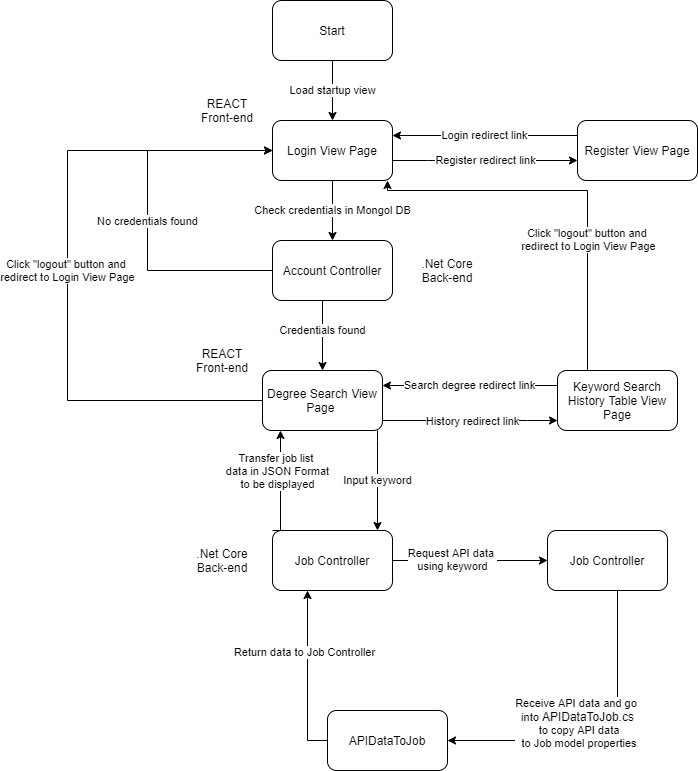 Start
Load startup view
REACT
Front-end
Login View Page
Login redirect link
Register redirect link
Register View Page
Check credentials in Mongol DB
No credentials found
Click "logout" button and
redirect to Login View Page
Click "logout" button and
redirect to Login View Page
Account Controller
.Net Core
Back-end
Credentials found
REACT
Front-end
Degree Search View
Page
Search degree redirect link
History redirect link
Keyword Search
History Table View
Page
Transfer job list
data in JSON Format
to be displayed
Input keyword
.Net Core
Back-end
Job Controller
Request API data
using keyword
Job Controller
Return data to Job Controller
Receive API data and go
into APIDataToJob.cs
to copy API data
to Job model properties
APIDataToJob